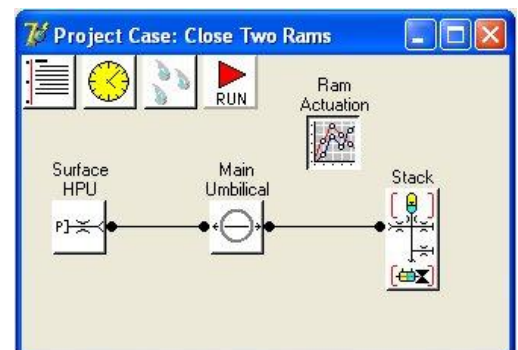 Project Case: Close Two Rams
RUN
Ram
Actuation
Surface
HPU
Main
Umbilical
Stack
P]